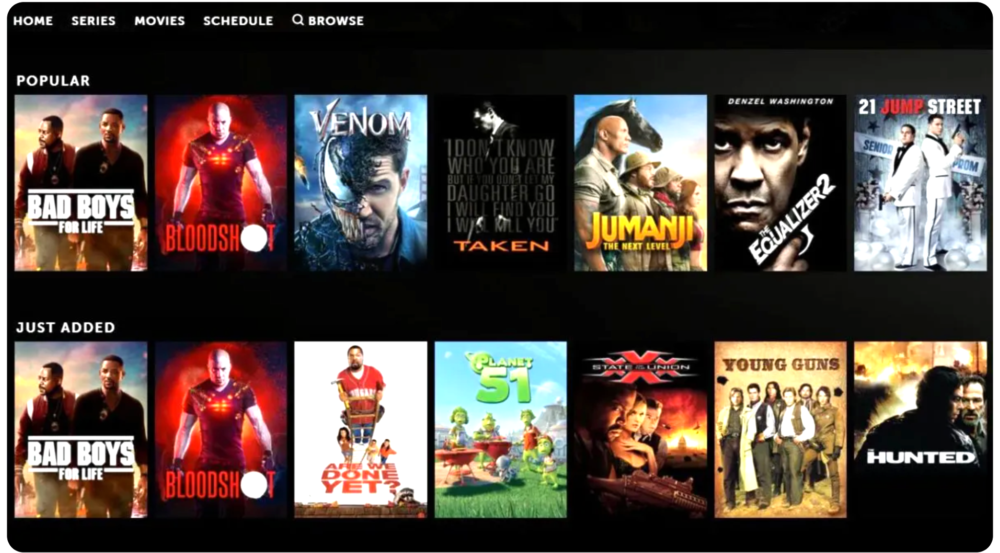 HOME SERIES MOVIES SCHEDULE BROWSE
POPULAR
BAD BOYS
FOR LIFE
BLOODSH T
VENOM
"I DON'T KNOW
WHO YOU ARE
BUT IF YOU DON'T LET MY
DAUGHTER GO
I WILL FIND YOU
I WILL KILL YOU"
TAKEN
JUMANJI
THE NEXT LEVEL
DENZEL WASHINGTON
THE
EQUALIZER 2
21 JUMP STREET
SENIOR
PROM
JUST ADDED
BAD BOYS
FOR LIFE
BLOODSH T
ARE WE
DONE
YET?
PLANET
51
XXX
STATE OF THE UNION
YOUNG GUNS
THE
HUNTED